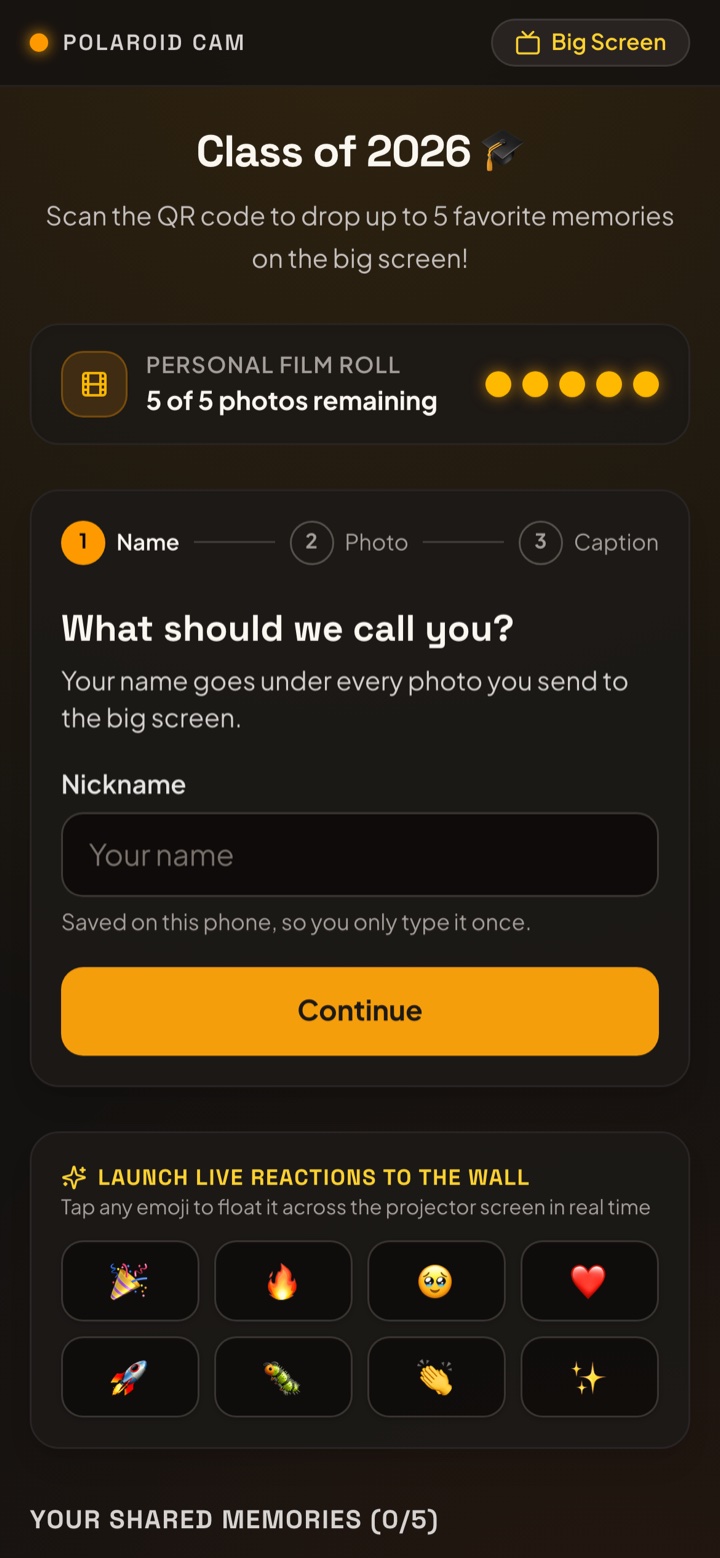 POLAROID CAM
Big Screen
Class of 2026 🎓
Scan the QR code to drop up to 5 favorite memories
on the big screen!
PERSONAL FILM ROLL
5 of 5 photos remaining
1 Name
2 Photo
3 Caption
What should we call you?
Your name goes under every photo you send to
the big screen.
Nickname
Your name
Saved on this phone, so you only type it once.
Continue
LAUNCH LIVE REACTIONS TO THE WALL
Tap any emoji to float it across the projector screen in real time
🎉 🔥 🥹 ❤️
🚀 🐛 👏 ✨
YOUR SHARED MEMORIES (0/5)